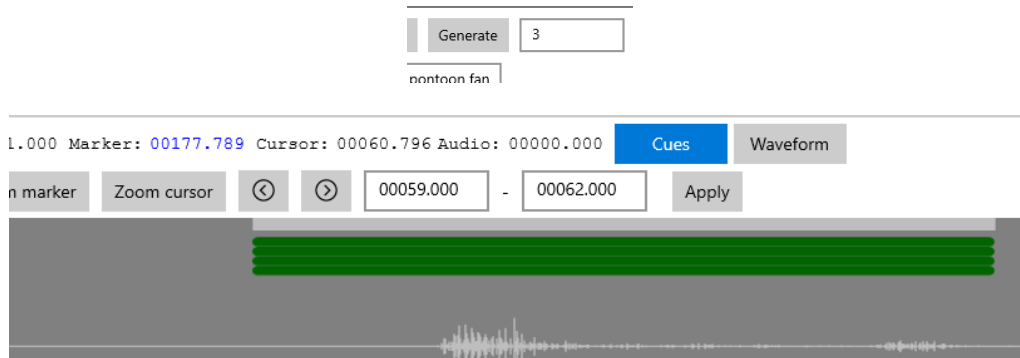 Generate 3
pontoon fan
1.000 Marker: 00177.789 Cursor: 00060.796 Audio: 00000.000 Cues Waveform
marker Zoom cursor 00059.000 - 00062.000 Apply